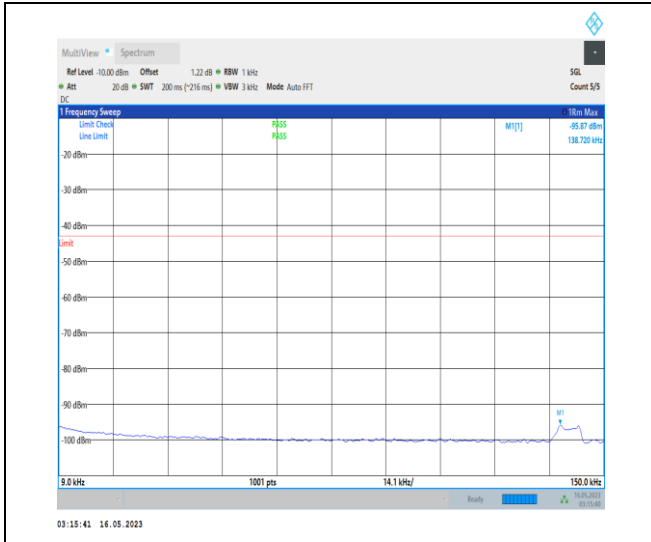 MultiView Spectrum
Ref Level -10.00 dBm Offset 1.22 dB RBW 1 kHz SGL
Att 20 dB SWT 200 ms (~216 ms) VBW 3 kHz Mode Auto FFT Count 5/5
DC
1 Frequency Sweep 1Rm Max
Limit Check PASS M1[1] -95.87 dBm
Line Limit PASS 138.720 kHz
-20 dBm
-30 dBm
-40 dBm
Limit
-50 dBm
-60 dBm
-70 dBm
-80 dBm
-90 dBm
M1
-100 dBm
9.0 kHz 1001 pts 14.1 kHz/ 150.0 kHz
Ready 16.05.2023
03:15:40
03:15:41 16.05.2023